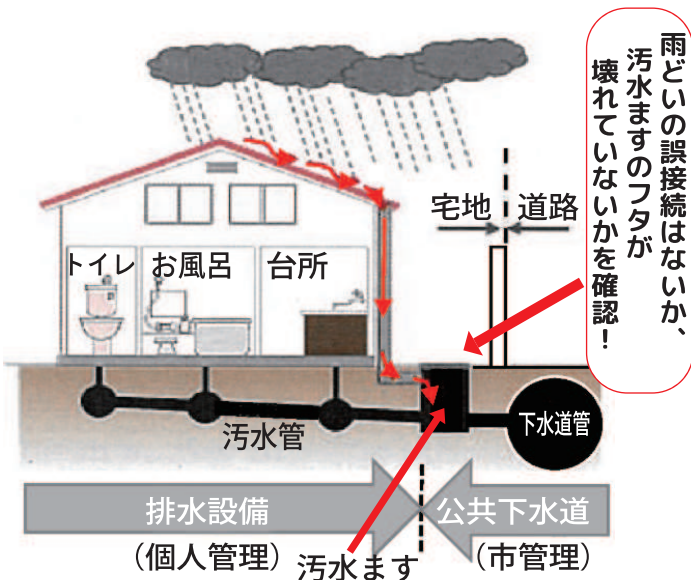 雨どいの誤接続はないか、
汚水ますのフタが
壊れていないかを確認！
宅地
道路
トイレ
お風呂
台所
汚水管
下水道管
排水設備
公共下水道
（個人管理）
汚水ます
（市管理）